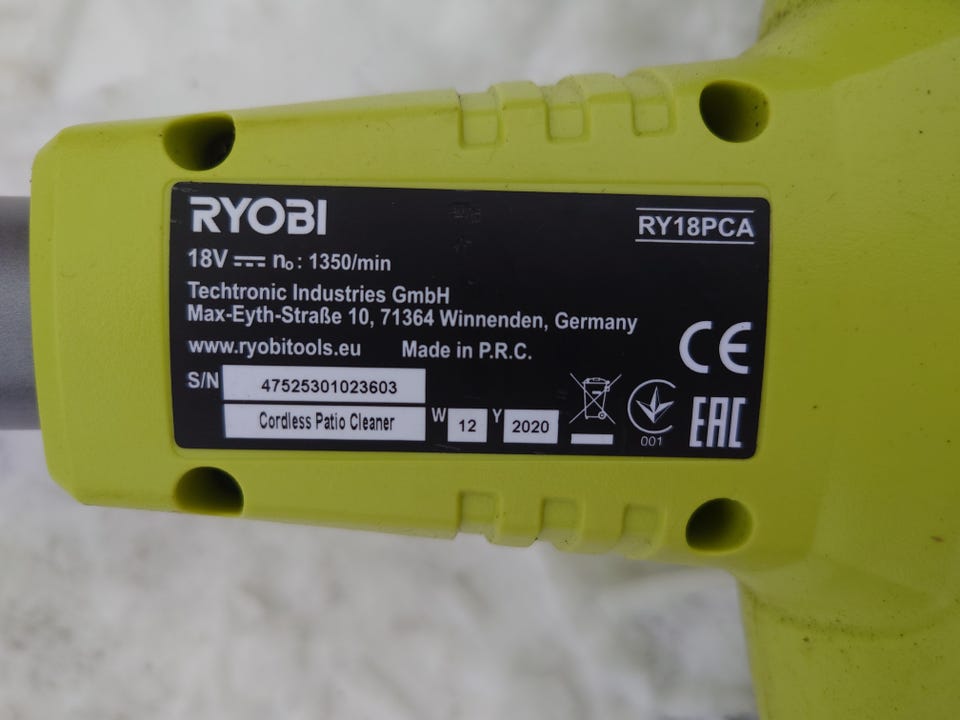 RYOBI
RY18PCA
18V n₀: 1350/min
Techtronic Industries GmbH
Max-Eyth-Straße 10, 71364 Winnenden, Germany
www.ryobitools.eu Made in P.R.C.
CE
S/N 47525301023603
Cordless Patio Cleaner W 12 Y 2020
001
EAC